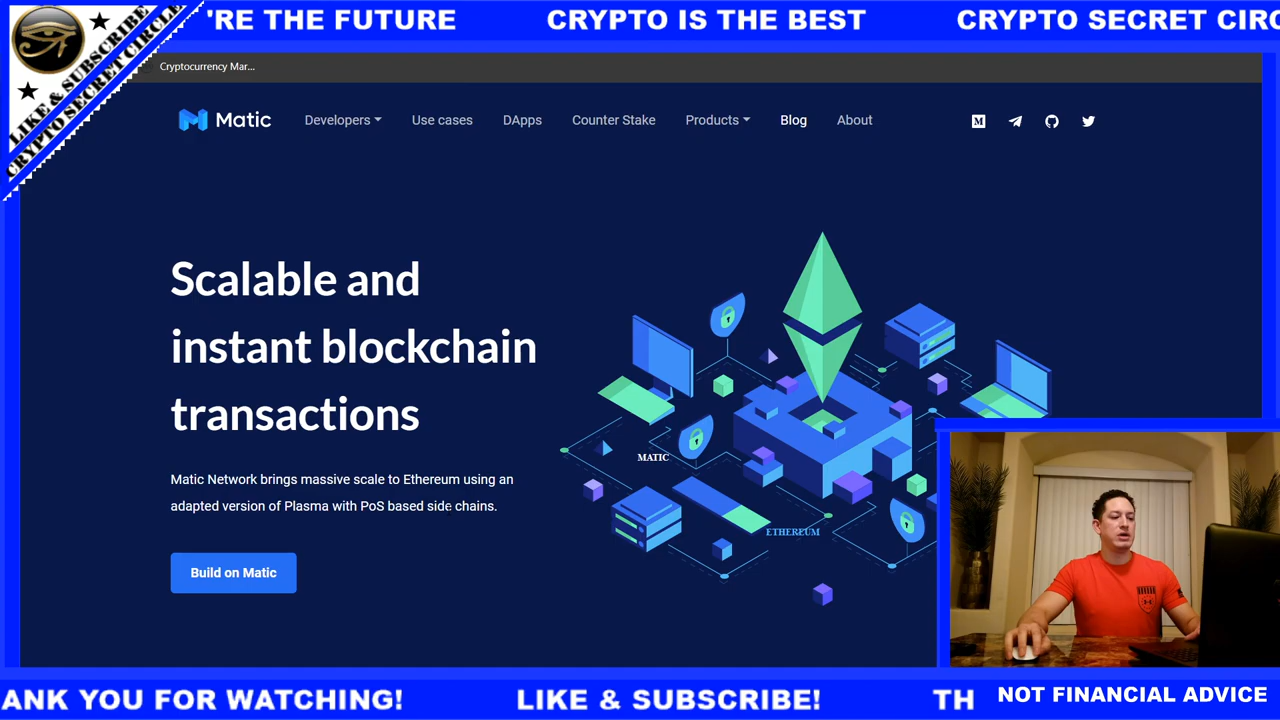 'RE THE FUTURE CRYPTO IS THE BEST CRYPTO SECRET CIRC
LIKE & SUBSCRIBE
CRYPTO SECRET CIRCLE
Cryptocurrency Mar...
Matic Developers Use cases DApps Counter Stake Products Blog About
Scalable and
instant blockchain
transactions
MATIC
Matic Network brings massive scale to Ethereum using an
adapted version of Plasma with PoS based side chains.
ETHEREUM
Build on Matic
ANK YOU FOR WATCHING! LIKE & SUBSCRIBE! TH NOT FINANCIAL ADVICE